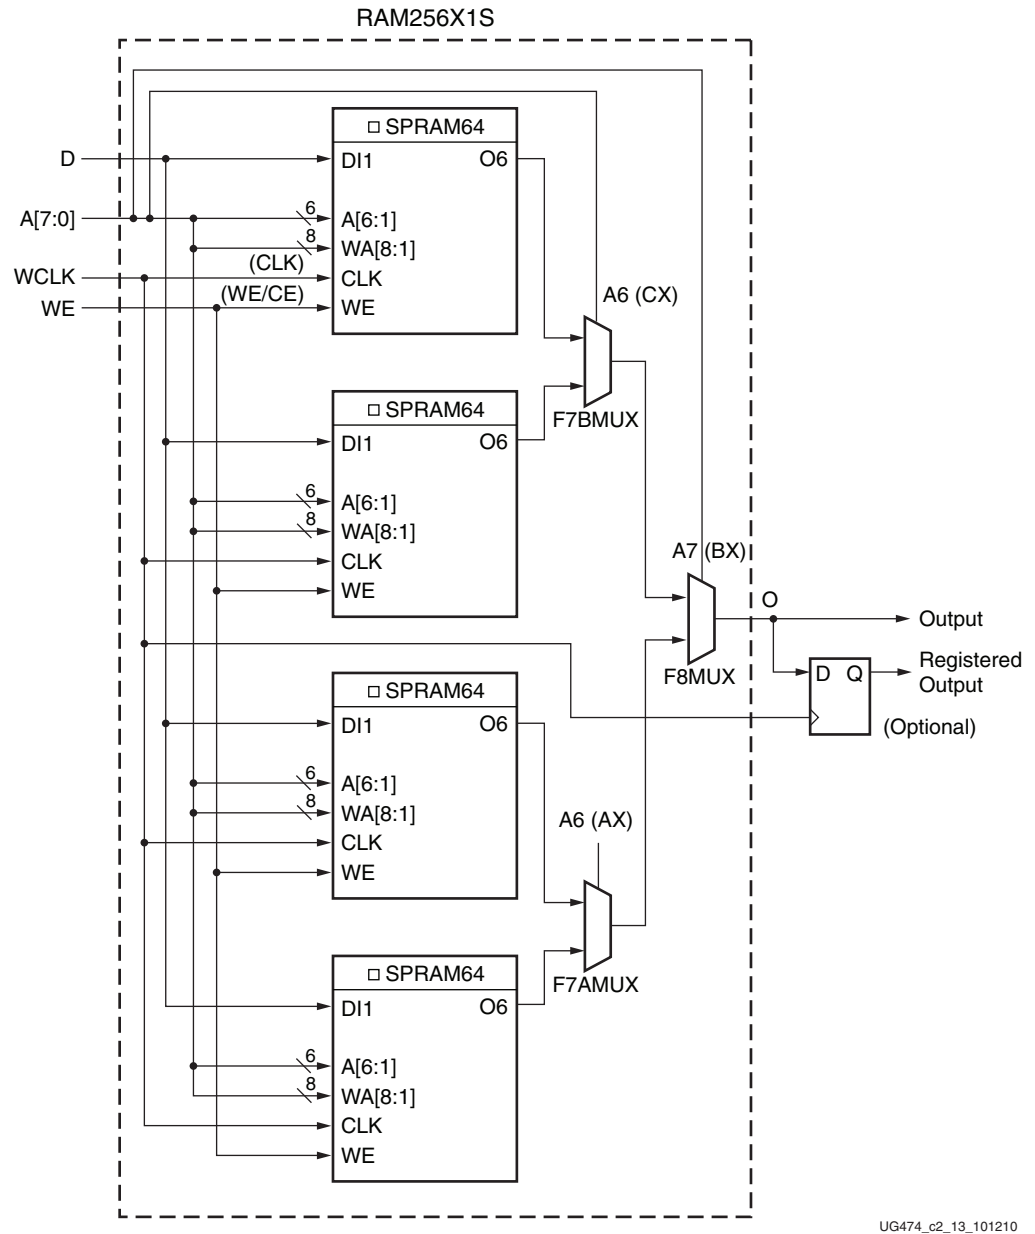 RAM256X1S
SPRAM64
D
DI1
O6
A[7:0]
6
A[6:1]
8
WA[8:1]
WCLK
(CLK)
CLK
WE
(WE/CE)
WE
A6 (CX)
F7BMUX
SPRAM64
DI1
O6
6
A[6:1]
8
WA[8:1]
CLK
WE
A7 (BX)
F8MUX
O
Output
D Q
Registered
Output
(Optional)
SPRAM64
DI1
O6
6
A[6:1]
8
WA[8:1]
CLK
WE
A6 (AX)
F7AMUX
SPRAM64
DI1
O6
6
A[6:1]
8
WA[8:1]
CLK
WE
UG474_c2_13_101210